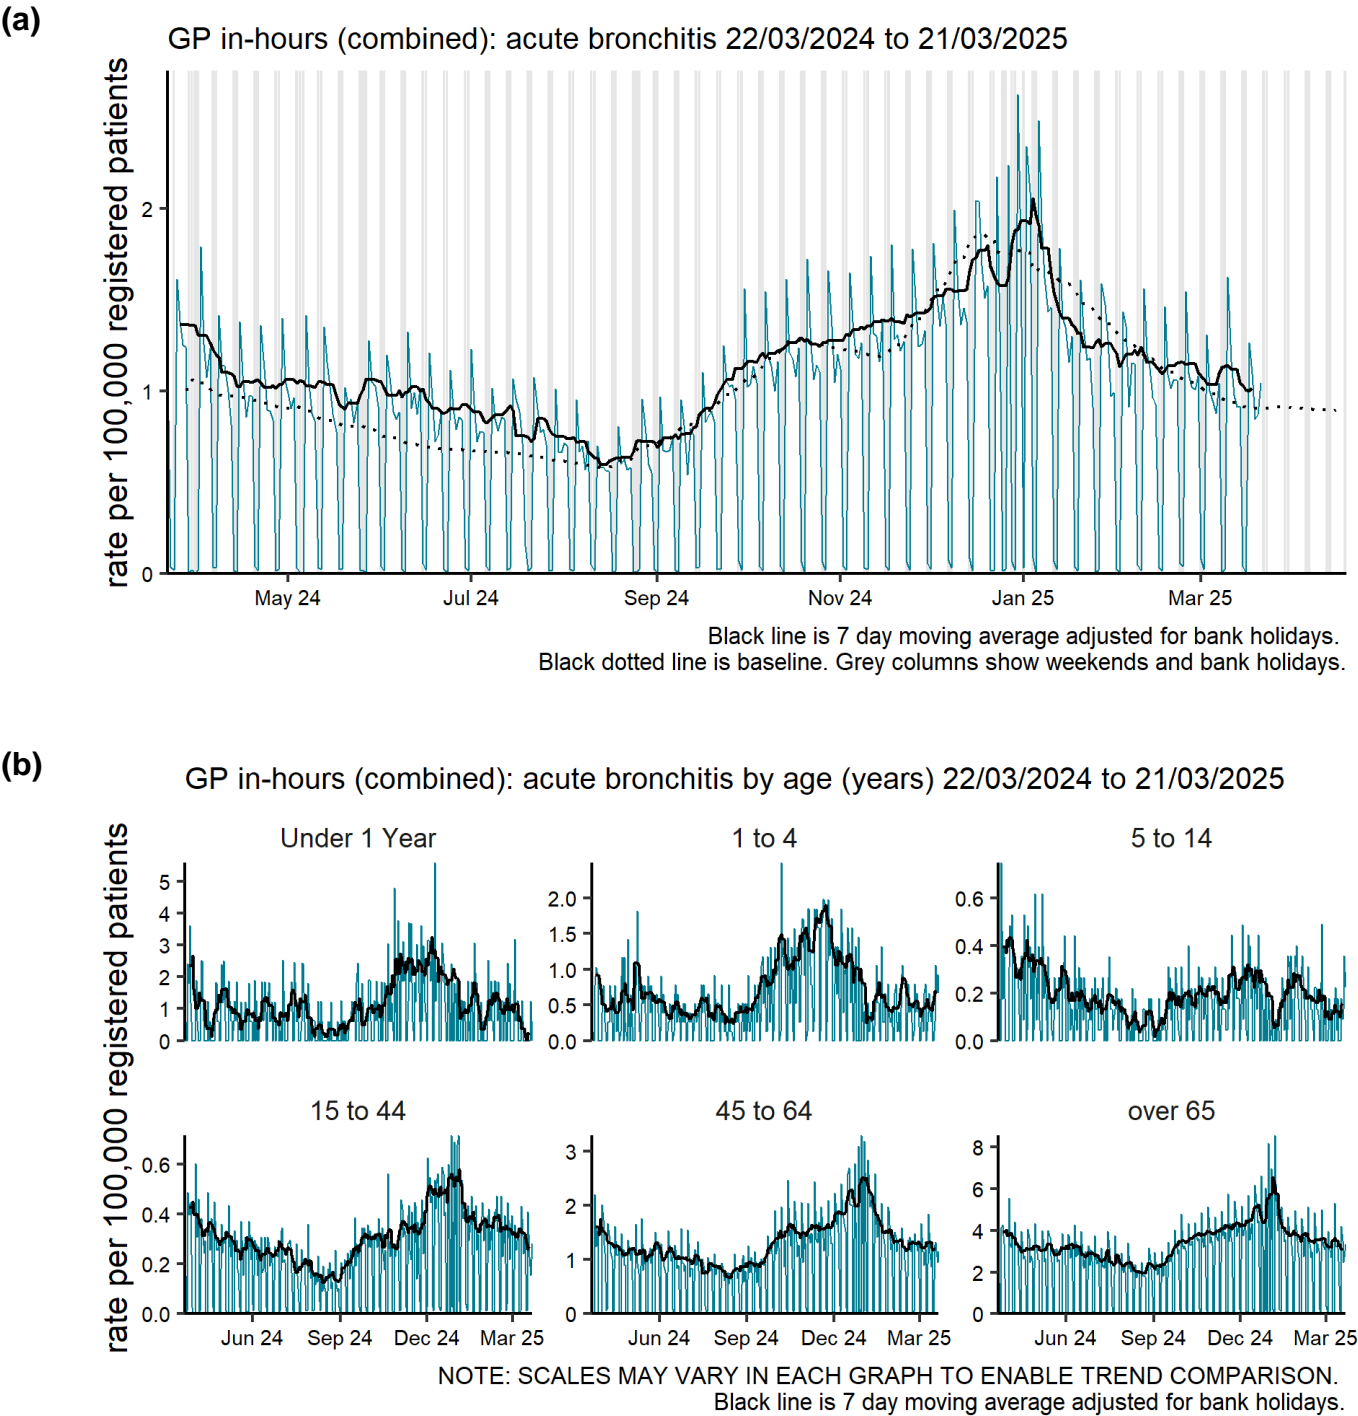 (a)
GP in-hours (combined): acute bronchitis 22/03/2024 to 21/03/2025
rate per 100,000 registered patients
2
1
0
May 24 Jul 24 Sep 24 Nov 24 Jan 25 Mar 25
Black line is 7 day moving average adjusted for bank holidays.
Black dotted line is baseline. Grey columns show weekends and bank holidays.
(b)
GP in-hours (combined): acute bronchitis by age (years) 22/03/2024 to 21/03/2025
rate per 100,000 registered patients
Under 1 Year
5
4
3
2
1
0
1 to 4
2.0
1.5
1.0
0.5
0.0
5 to 14
0.6
0.4
0.2
0.0
15 to 44
0.6
0.4
0.2
0.0
Jun 24 Sep 24 Dec 24 Mar 25
45 to 64
3
2
1
0
Jun 24 Sep 24 Dec 24 Mar 25
over 65
8
6
4
2
0
Jun 24 Sep 24 Dec 24 Mar 25
NOTE: SCALES MAY VARY IN EACH GRAPH TO ENABLE TREND COMPARISON.
Black line is 7 day moving average adjusted for bank holidays.